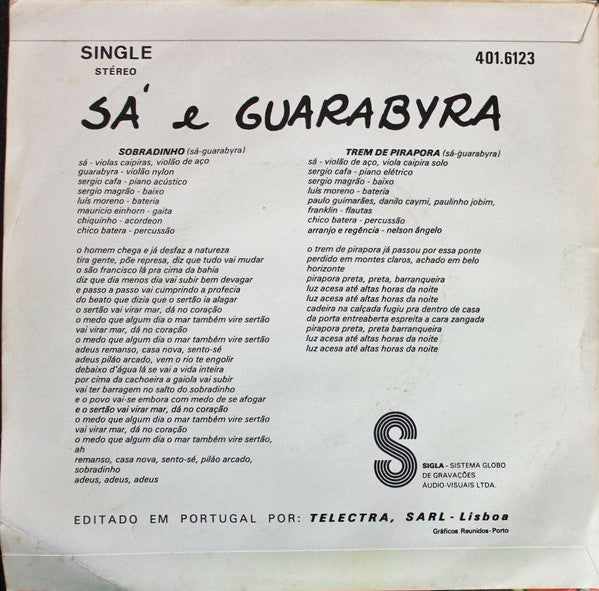 SINGLE
STÉREO
401.6123
SÁ e GUARABYRA
SOBRADINHO (sá-guarabyra)
sá - violas caipiras, violão de aço
guarabyra - violão nylon
sergio cafa - piano acústico
sergio magrão - baixo
luís moreno - bateria
mauricio einhorn - gaita
chiquinho - acordeon
chico batera - percussão
o homem chega e já desfaz a natureza
tira gente, põe represa, diz que tudo vai mudar
o são francisco lá pra cima da bahia
diz que dia menos dia vai subir bem devagar
e passo a passo vai cumprindo a profecia
do beato que dizia que o sertão ia alagar
o sertão vai virar mar, dá no coração
o medo que algum dia o mar também vire sertão
vai virar mar, dá no coração
o medo que algum dia o mar também vire sertão
adeus remanso, casa nova, sento-sé
adeus pilão arcado, vem o rio te engolir
debaixo d'água lá se vai a vida inteira
por cima da cachoeira a gaiola vai subir
vai ter barragem no salto do sobradinho
e o povo vai-se embora com medo de se afogar
e o sertão vai virar mar, dá no coração
o medo que algum dia o mar também vire sertão
vai virar mar, dá no coração
o medo que algum dia o mar também vire sertão,
ah
remanso, casa nova, sento-sé, pilão arcado,
sobradinho
adeus, adeus, adeus
TREM DE PIRAPORA (sá-guarabyra)
sá - violão de aço, viola caipira solo
sergio cafa - piano elétrico
sergio magrão - baixo
luís moreno - bateria
paulo guimarães, danilo caymi, paulinho jobim,
franklin - flautas
chico batera - percussão
arranjo e regência - nelson ângelo
o trem de pirapora já passou por essa ponte
perdido em montes claros, achado em belo
horizonte
pirapora preta, preta, barranqueira
luz acesa até altas horas da noite
luz acesa até altas horas da noite
cadeira na calçada fugiu pra dentro de casa
da porta entreaberta espreita a cara zangada
pirapora preta, preta barranqueira
luz acesa até altas horas da noite
luz acesa até altas horas da noite
SIGLA - SISTEMA GLOBO
DE GRAVAÇÕES
ÁUDIO-VISUAIS LTDA.
EDITADO EM PORTUGAL POR: TELECTRA, SARL - Lisboa
Gráficos Reunidos-Porto